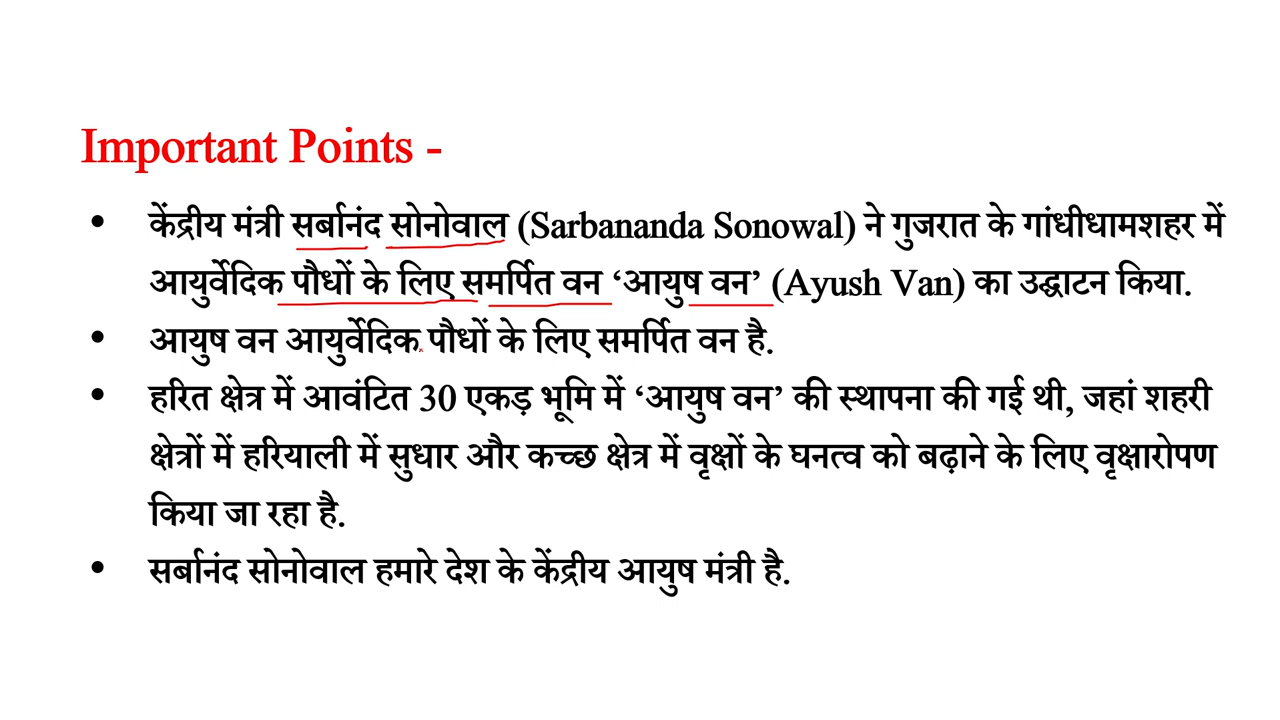 Important Points -
• केंद्रीय मंत्री सर्बानंद सोनोवाल (Sarbananda Sonowal) ने गुजरात के गांधीधामशहर में
आयुर्वेदिक पौधों के लिए समर्पित वन ‘आयुष वन’ (Ayush Van) का उद्घाटन किया.
• आयुष वन आयुर्वेदिक पौधों के लिए समर्पित वन है.
• हरित क्षेत्र में आवंटित 30 एकड़ भूमि में ‘आयुष वन’ की स्थापना की गई थी, जहां शहरी
क्षेत्रों में हरियाली में सुधार और कच्छ क्षेत्र में वृक्षों के घनत्व को बढ़ाने के लिए वृक्षारोपण
किया जा रहा है.
• सर्बानंद सोनोवाल हमारे देश के केंद्रीय आयुष मंत्री है.